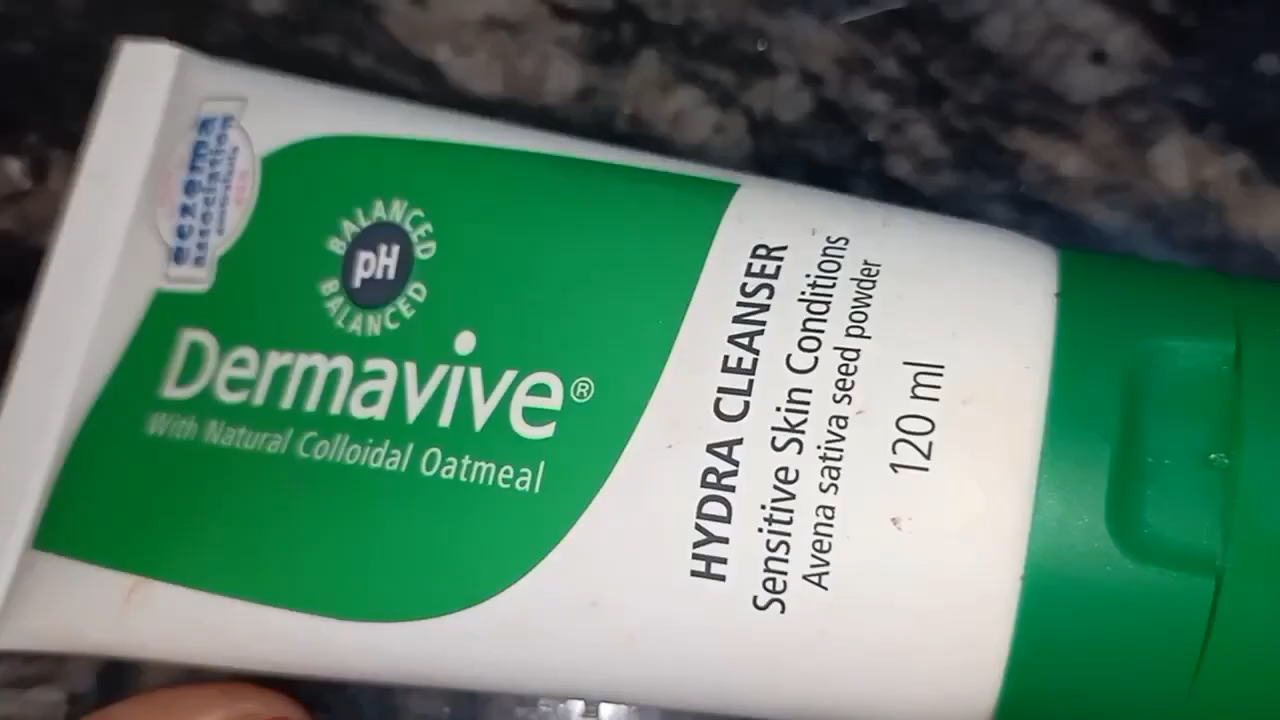 eczema
association
BALANCED
pH
BALANCED
Dermavive®
With Natural Colloidal Oatmeal
HYDRA CLEANSER
Sensitive Skin Conditions
Avena sativa seed powder
120 ml